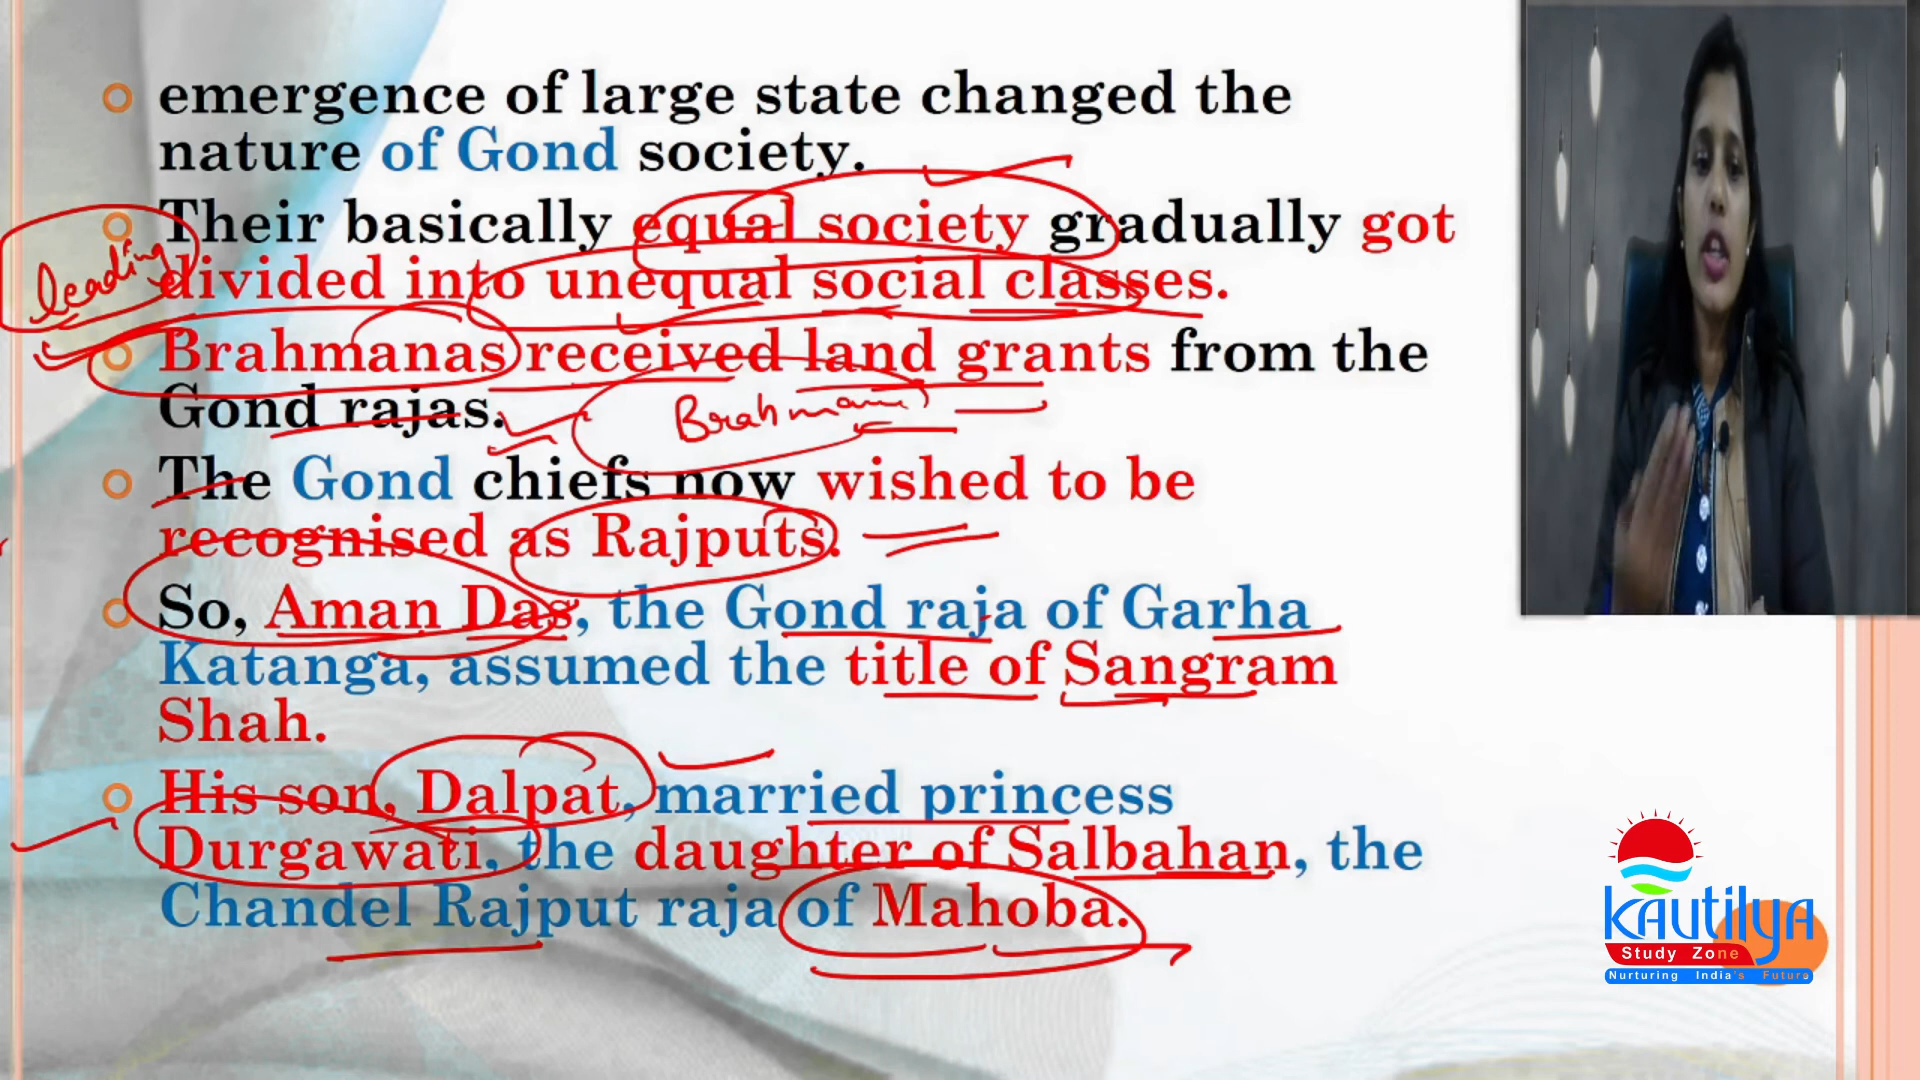 emergence of large state changed the
nature of Gond society.
Their basically equal society gradually got
divided into unequal social classes.
leading
Brahmanas received land grants from the
Gond rajas.
The Gond chiefs now wished to be
recognised as Rajputs.
So, Aman Das, the Gond raja of Garha
Katanga, assumed the title of Sangram
Shah.
His son, Dalpat, married princess
Durgawati, the daughter of Salbahan, the
Chandel Rajput raja of Mahoba.
Kautilya
Study Zone
Nurturing India's Future